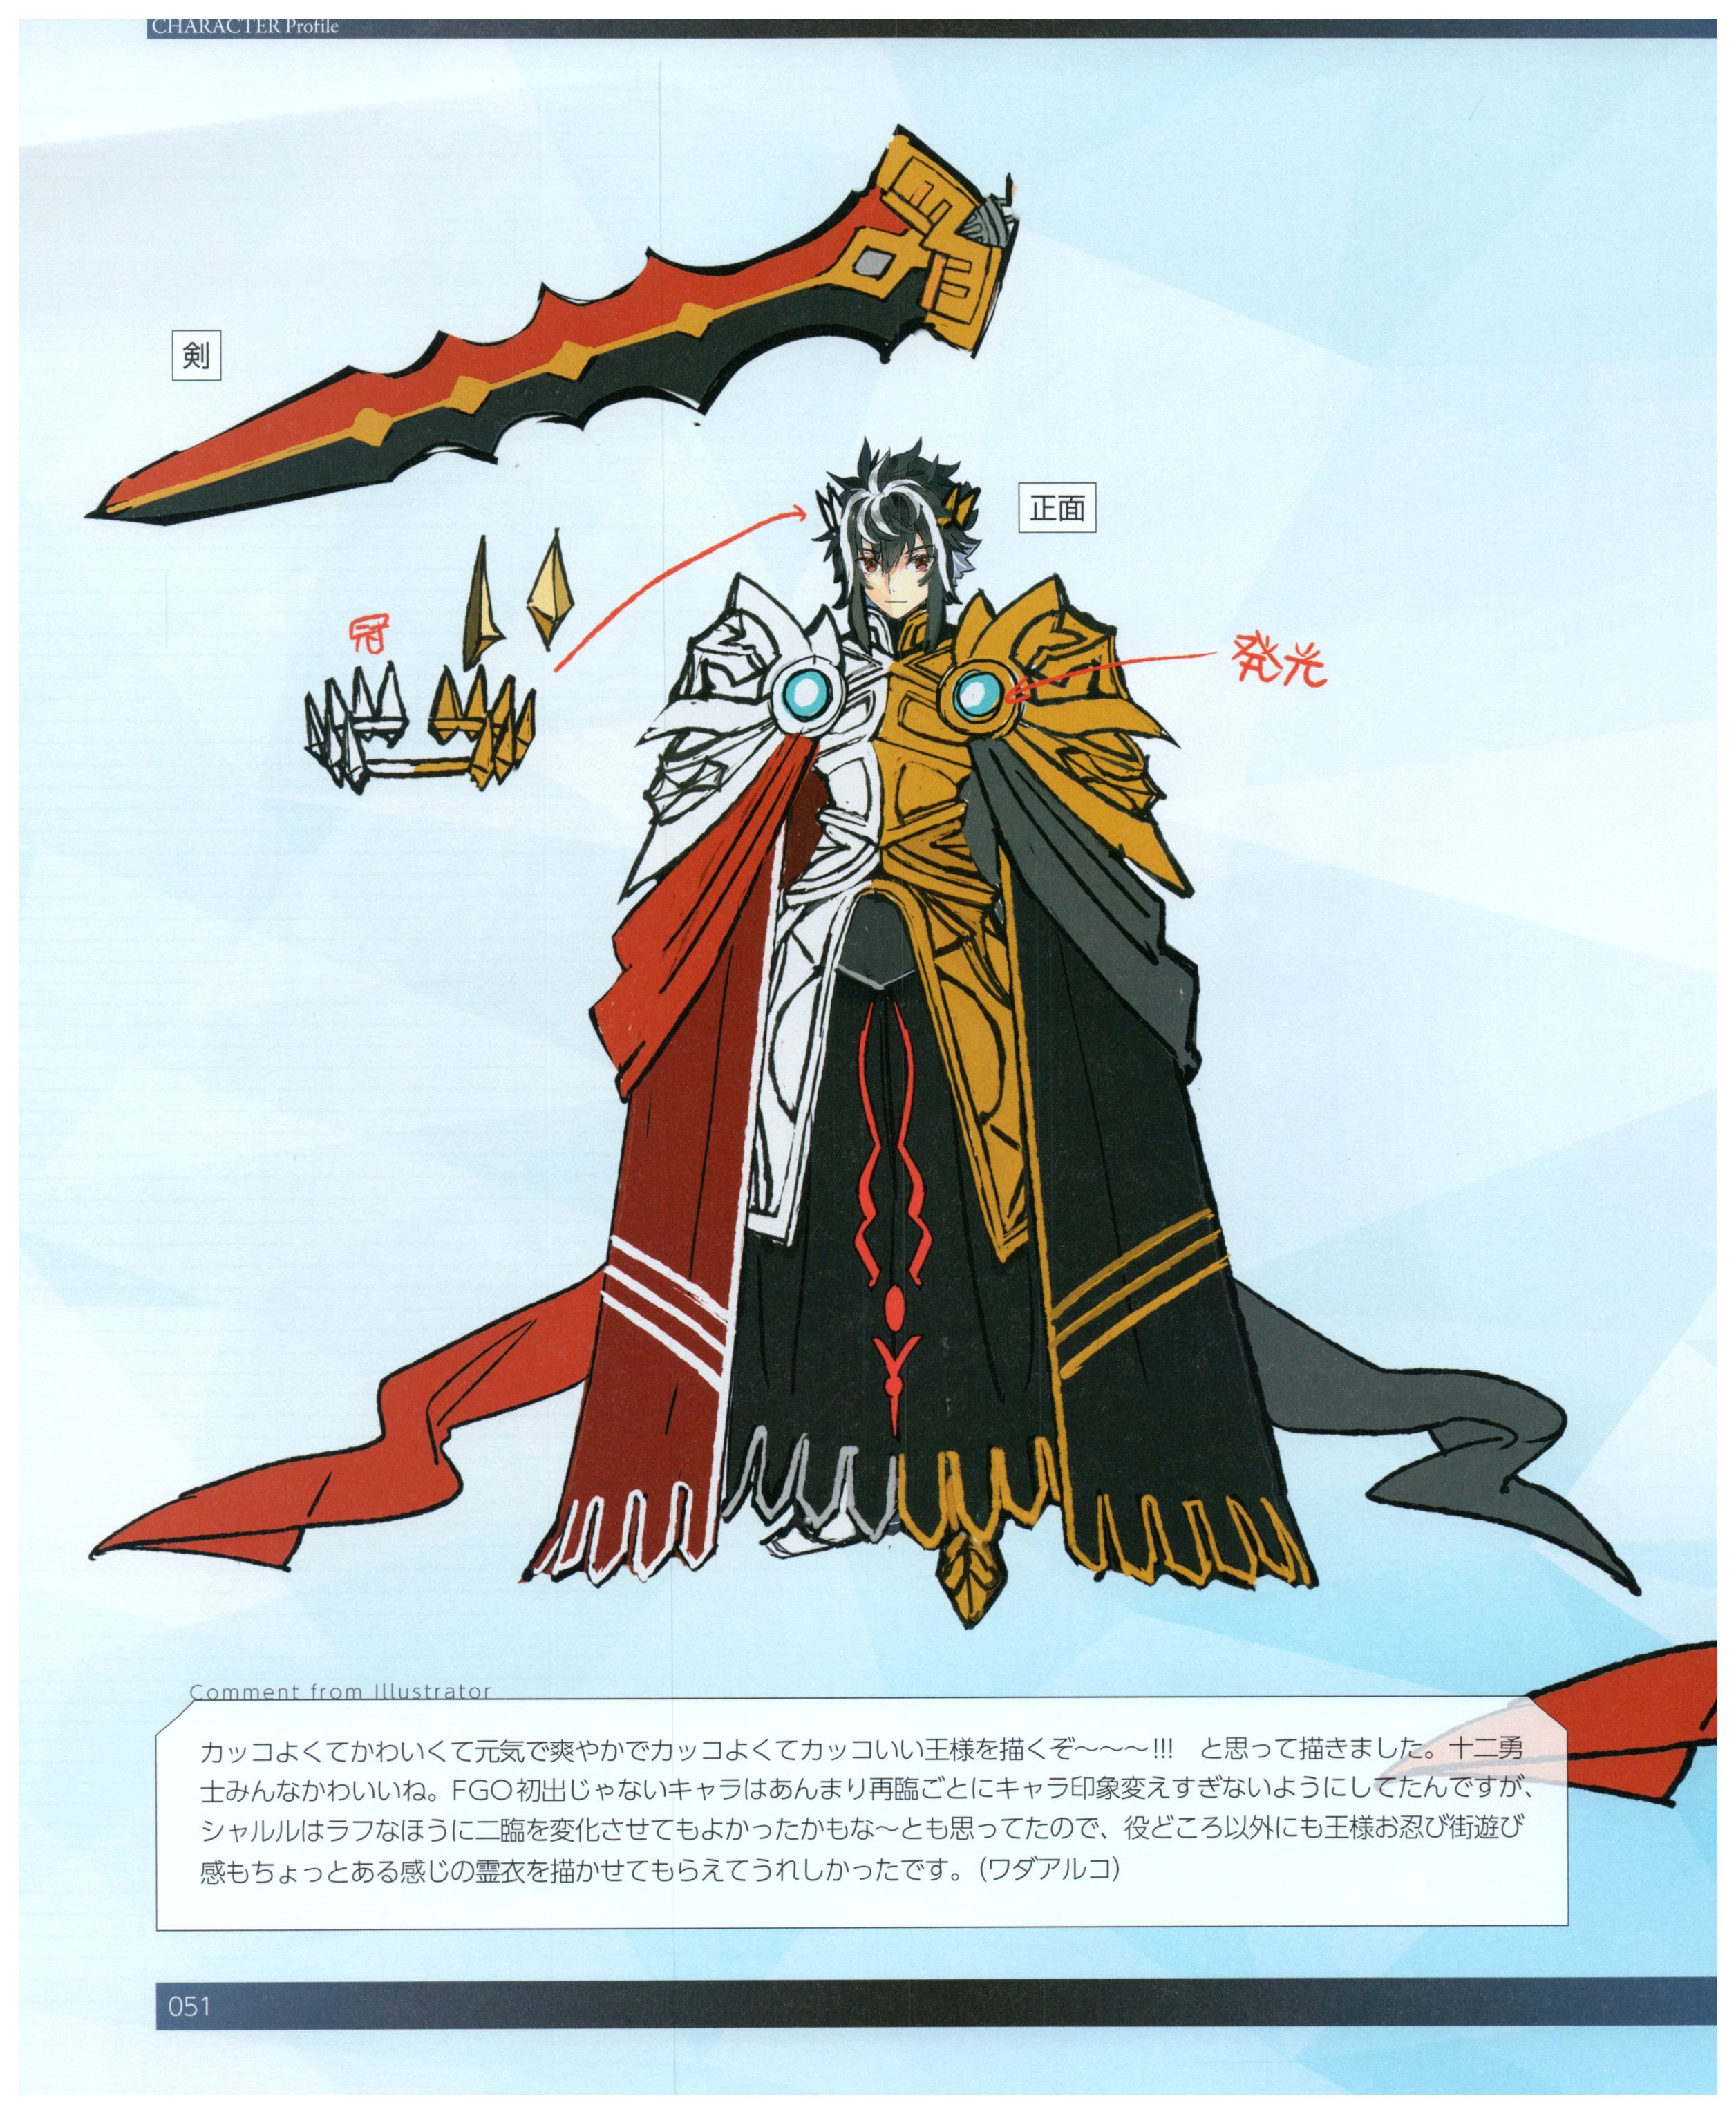 CHARACTER Profile
剣
正面
冠
発光
Comment from Illustrator
カッコよくてかわいくて元気で爽やかでカッコよくてカッコいい王様を描くぞ〜〜〜!!!　と思って描きました。十二勇
士みんなかわいいね。FGO初出じゃないキャラはあんまり再臨ごとにキャラ印象変えすぎないようにしてたんですが、
シャルルはラフなほうに二臨を変化させてもよかったかもな〜とも思ってたので、役どころ以外にも王様お忍び街遊び
感もちょっとある感じの霊衣を描かせてもらえてうれしかったです。（ワダアルコ）
051